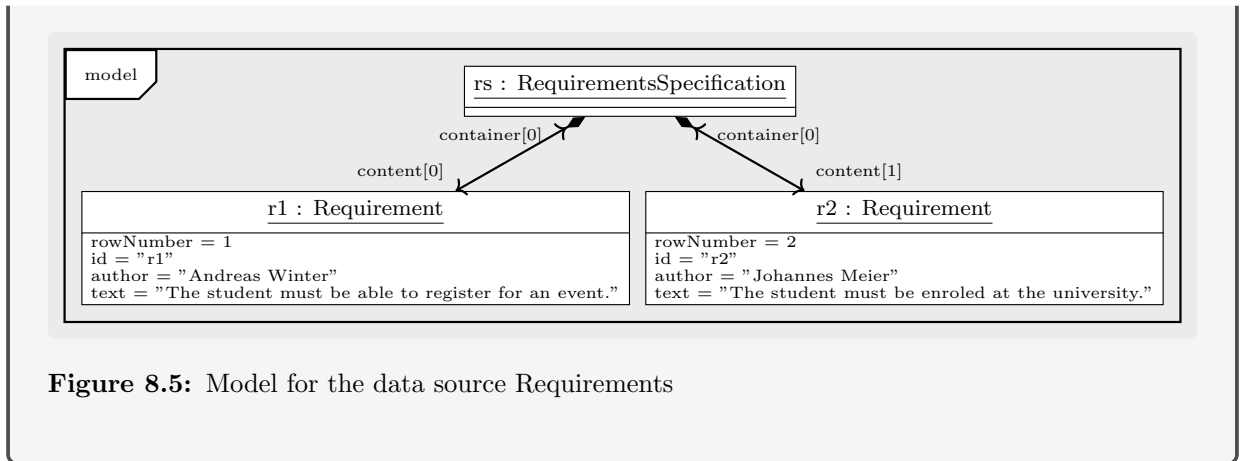 model
rs : RequirementsSpecification
container[0]
container[0]
content[0]
content[1]
r1 : Requirement
rowNumber = 1
id = ”r1”
author = ”Andreas Winter”
text = ”The student must be able to register for an event.”
r2 : Requirement
rowNumber = 2
id = ”r2”
author = ”Johannes Meier”
text = ”The student must be enroled at the university.”
Figure 8.5: Model for the data source Requirements